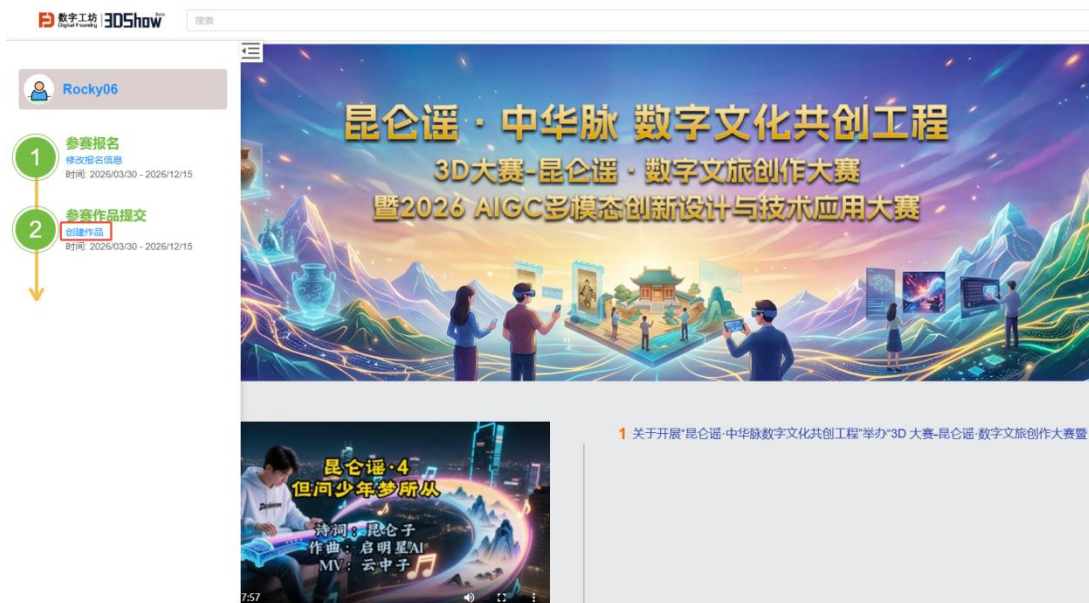 数字工坊 3DShow Beta
Digital Foundry
搜索
Rocky06
1
参赛报名
修改报名信息
时间: 2026/03/30 - 2026/12/15
2
参赛作品提交
创建作品
时间: 2026/03/30 - 2026/12/15
昆仑谣·中华脉 数字文化共创工程
3D大赛-昆仑谣·数字文旅创作大赛
暨2026 AIGC多模态创新设计与技术应用大赛
昆仑谣·4
但问少年梦所从
诗词：昆仑子
作曲：启明星AI
MV：云中子
7:57
1 关于开展“昆仑谣·中华脉数字文化共创工程”举办“3D 大赛-昆仑谣·数字文旅创作大赛暨